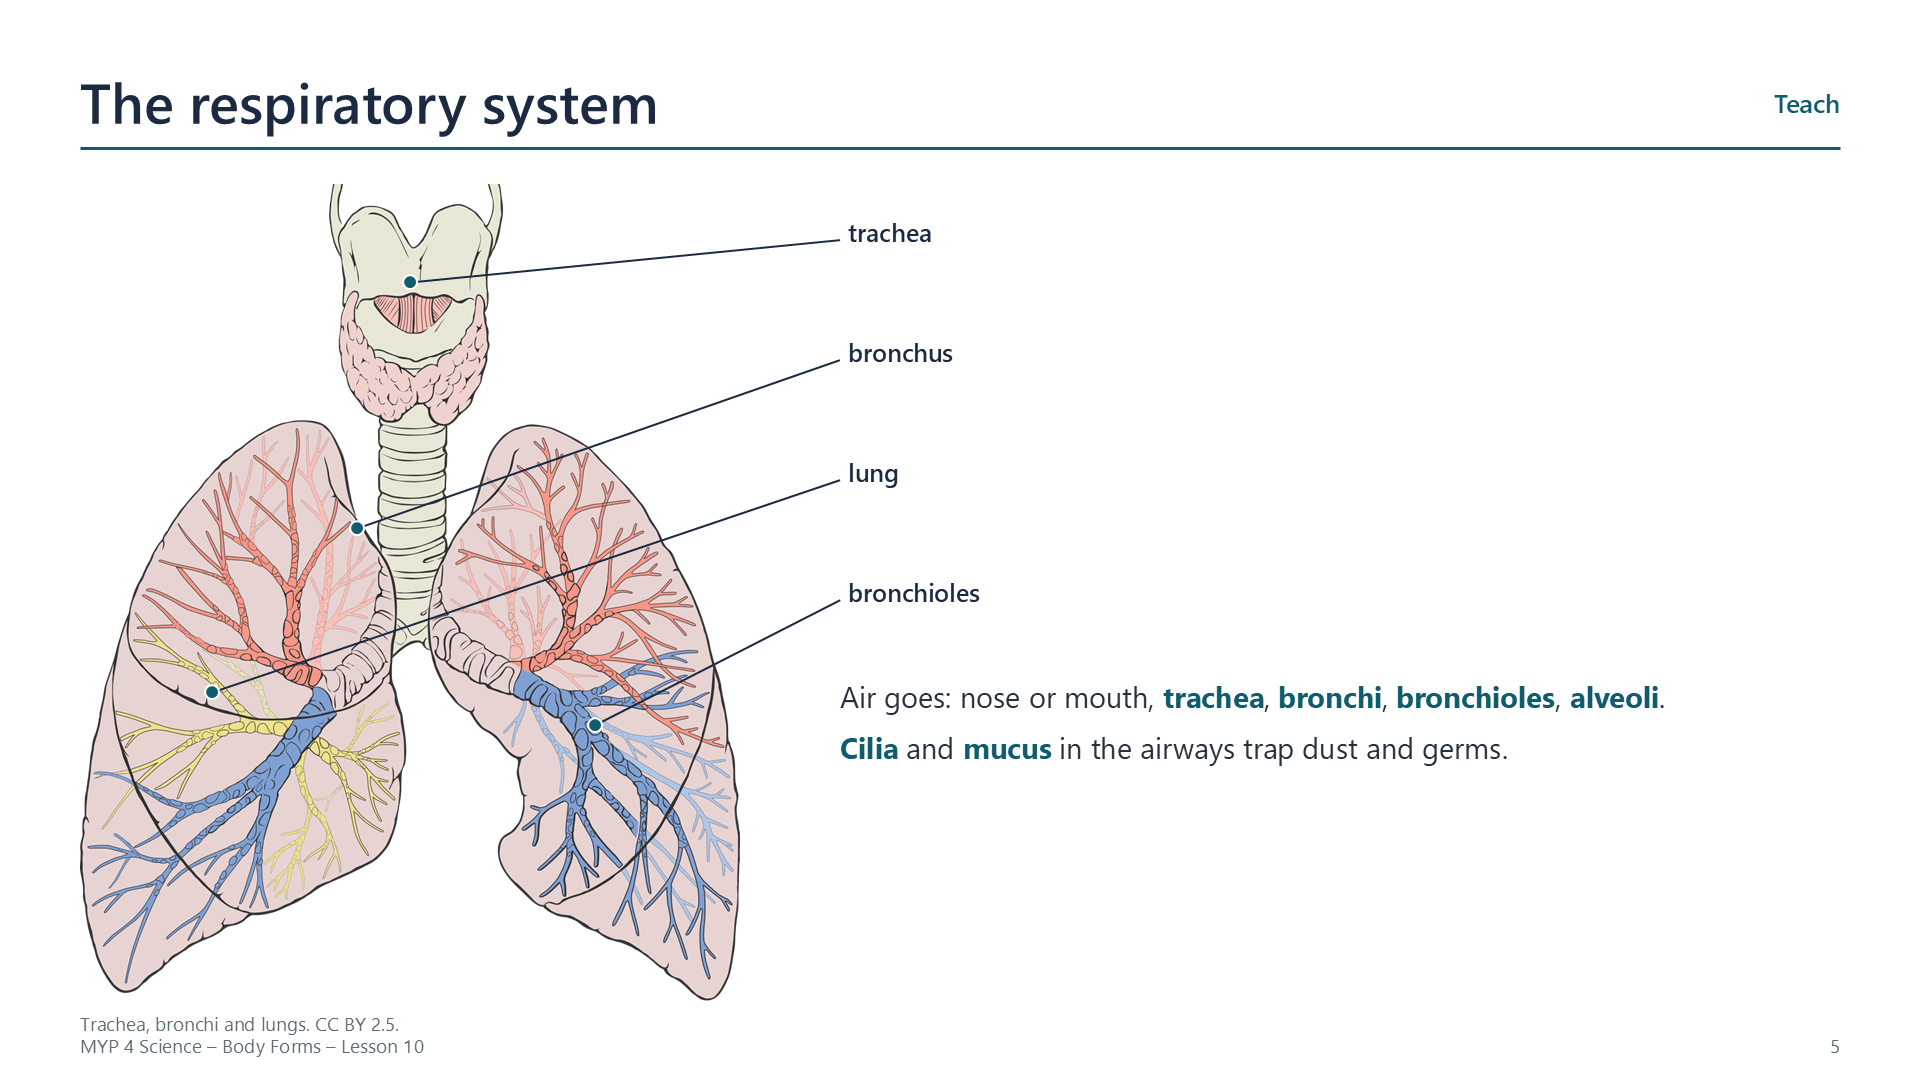 The respiratory system
Teach
trachea
bronchus
lung
bronchioles
Air goes: nose or mouth, trachea, bronchi, bronchioles, alveoli.
Cilia and mucus in the airways trap dust and germs.
Trachea, bronchi and lungs. CC BY 2.5.
MYP 4 Science – Body Forms – Lesson 10
5